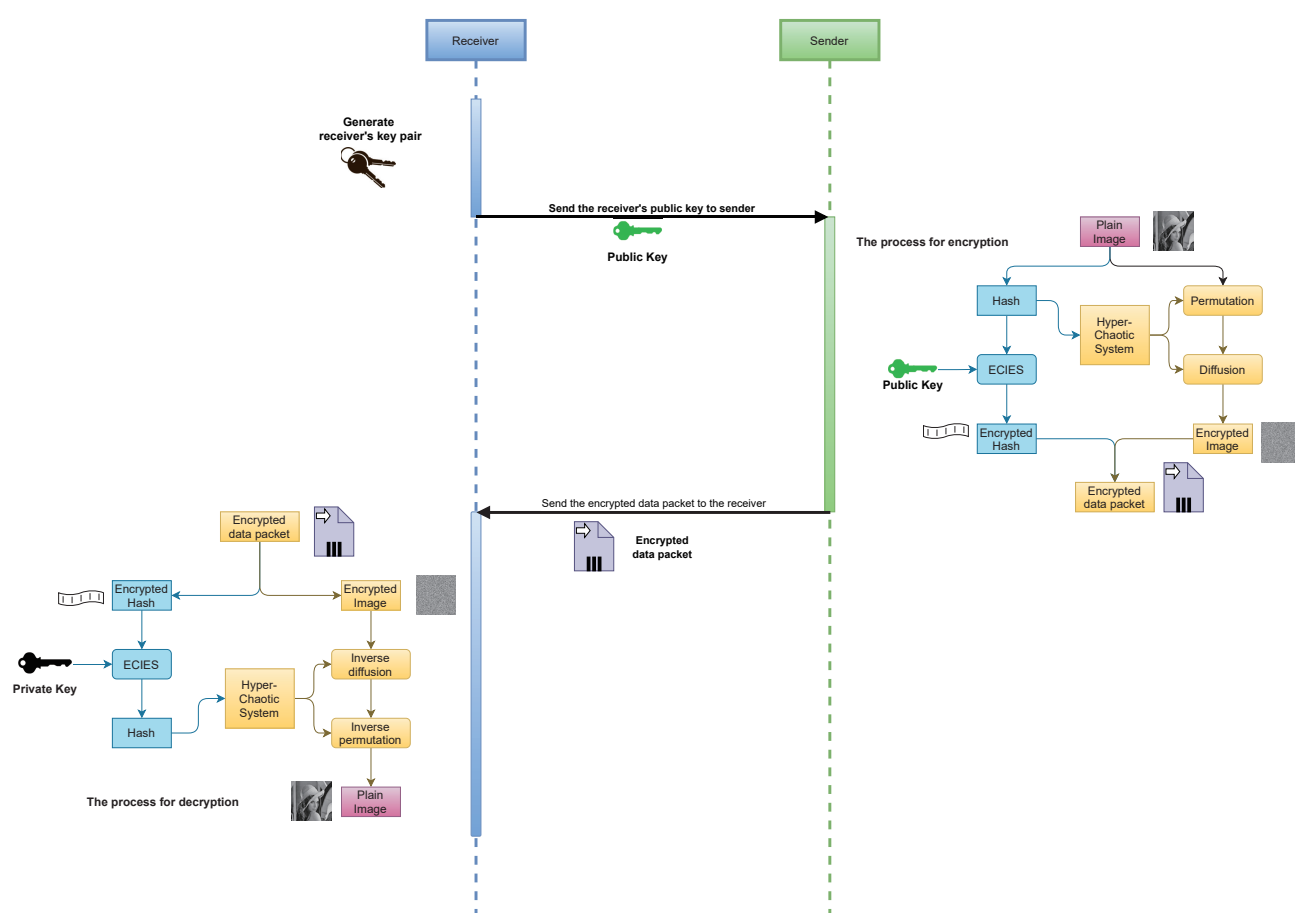 Receiver
Sender
Generate
receiver's key pair
Send the receiver's public key to sender
Public Key
The process for encryption
Plain
Image
Hash
Hyper-
Chaotic
System
Permutation
Public Key
ECIES
Diffusion
Encrypted
Hash
Encrypted
Image
Encrypted
data packet
Send the encrypted data packet to the receiver
Encrypted
data packet
Encrypted
data packet
Encrypted
Hash
Encrypted
Image
Private Key
ECIES
Inverse
diffusion
Hyper-
Chaotic
System
Hash
Inverse
permutation
The process for decryption
Plain
Image